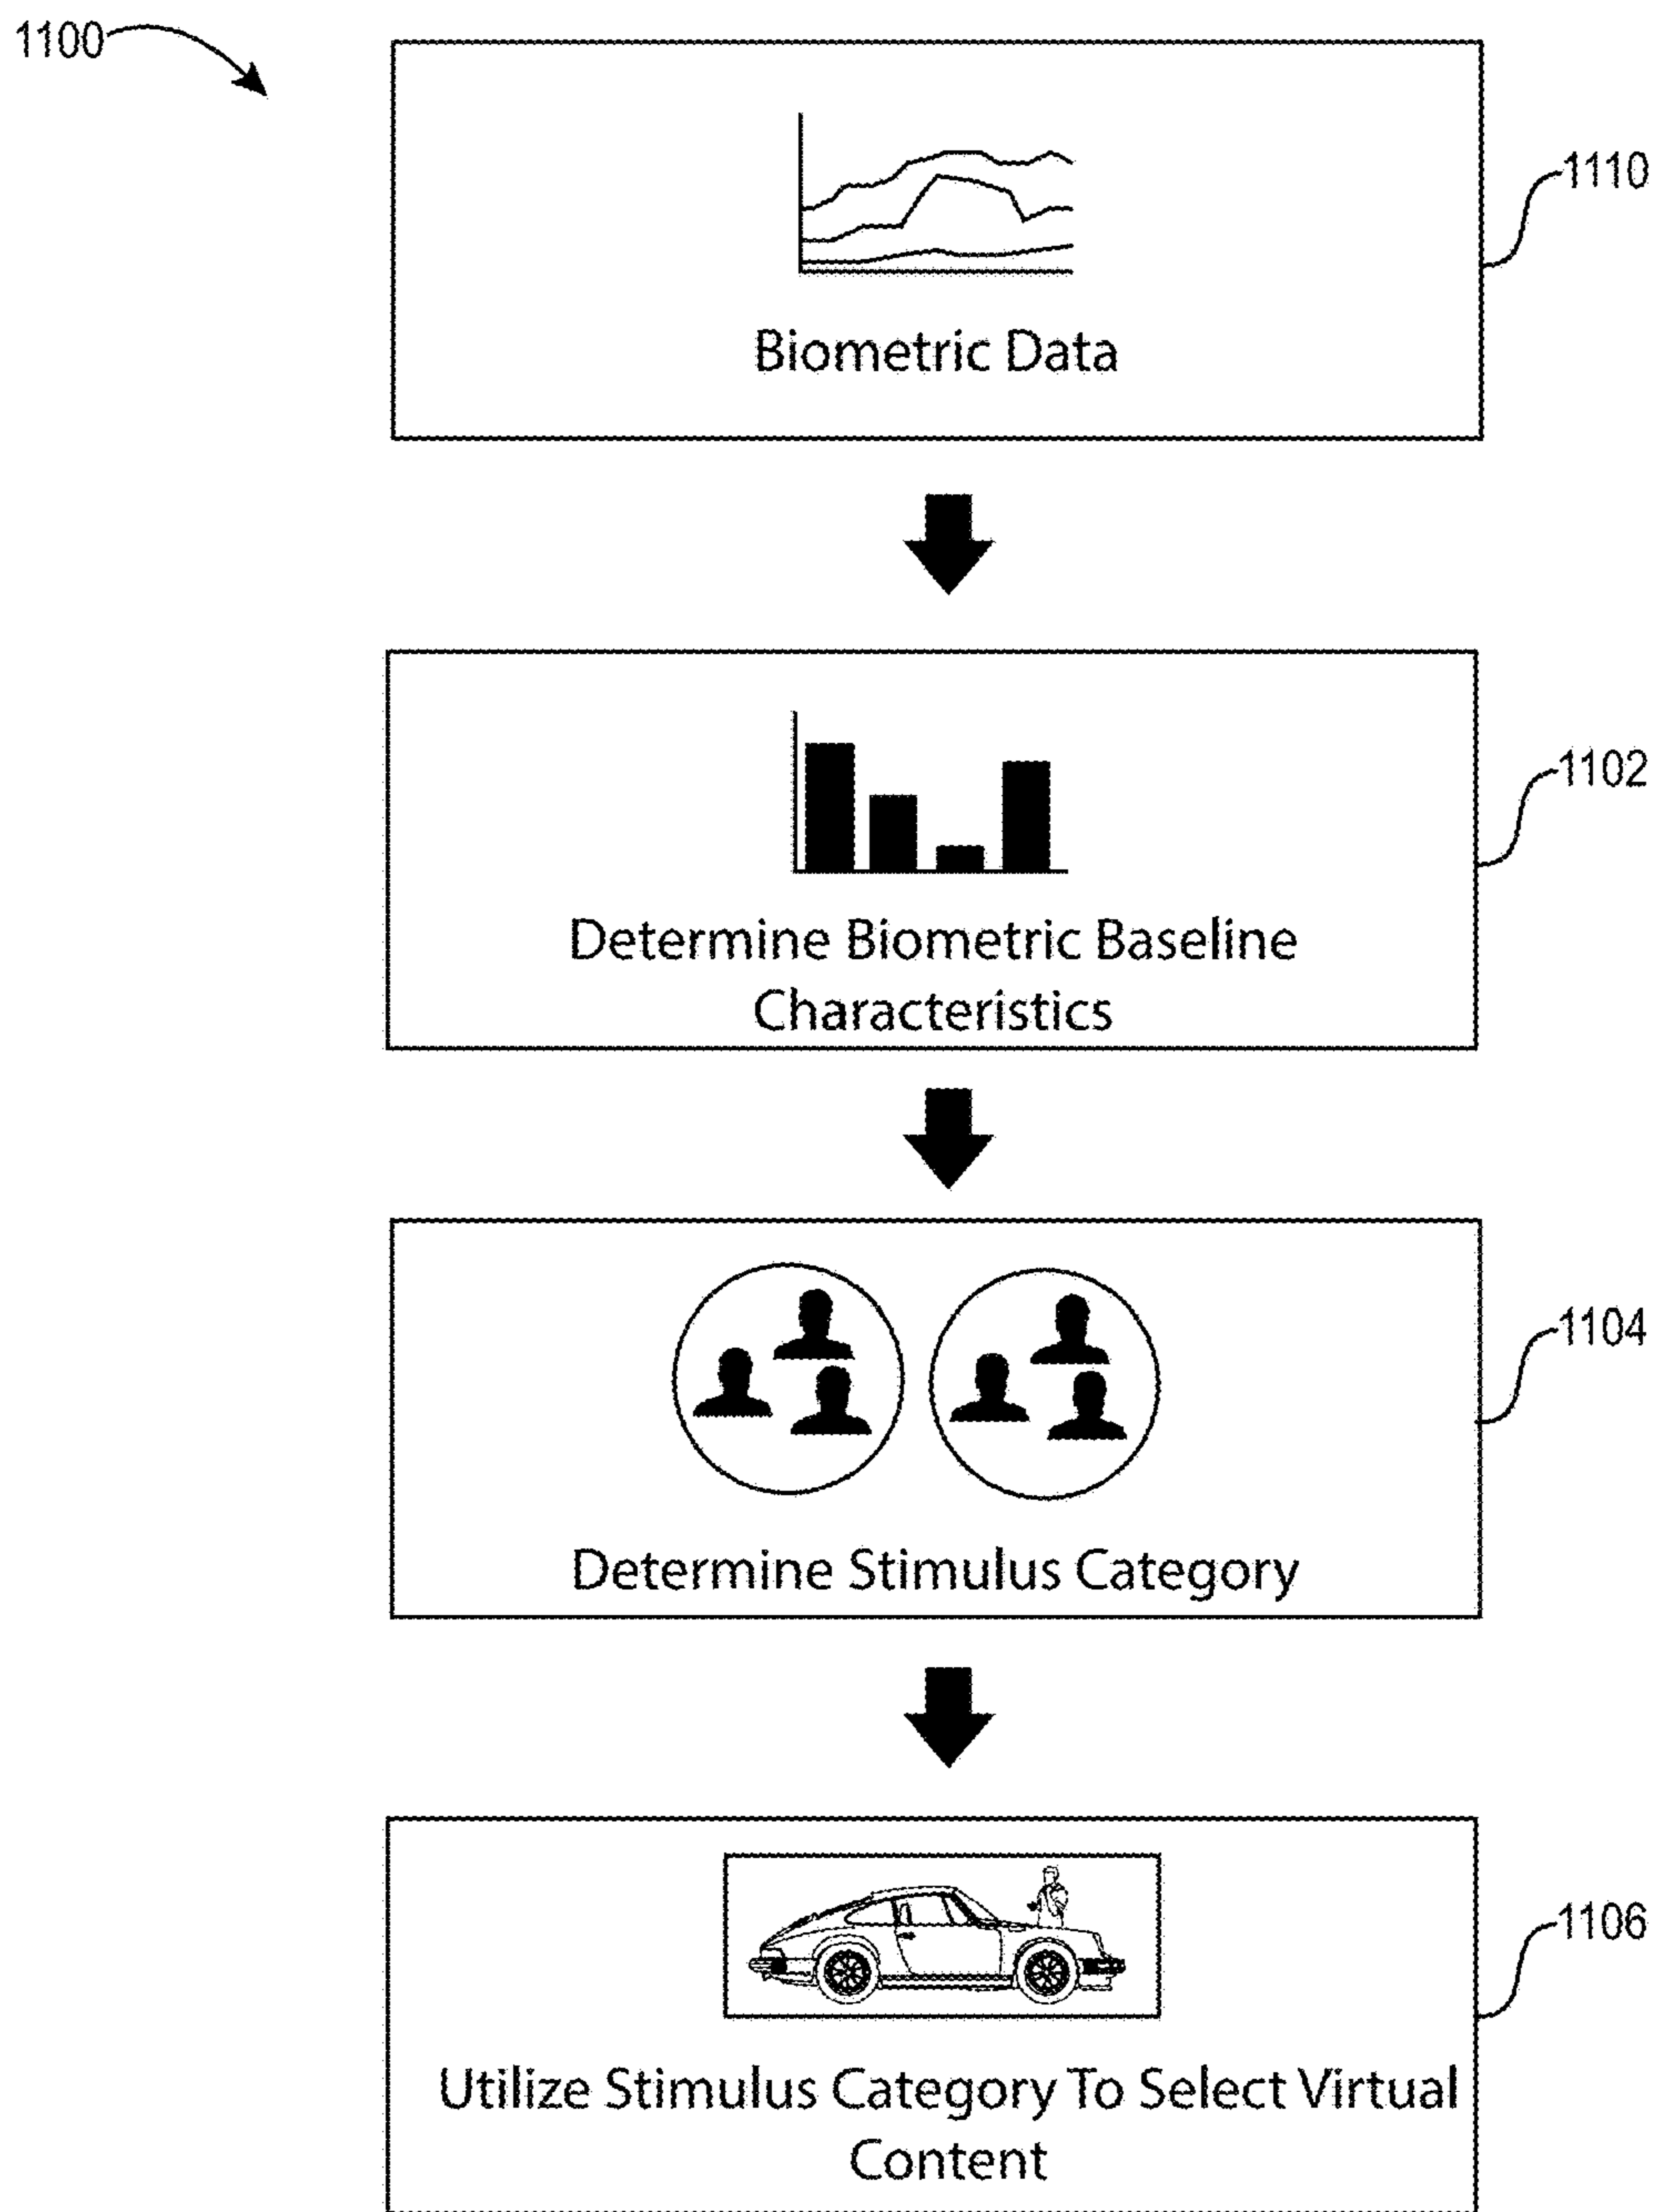 1100
1110
Biometric Data
1102
Determine Biometric Baseline
Characteristics
1104
Determine Stimulus Category
1106
Utilize Stimulus Category To Select Virtual
Content